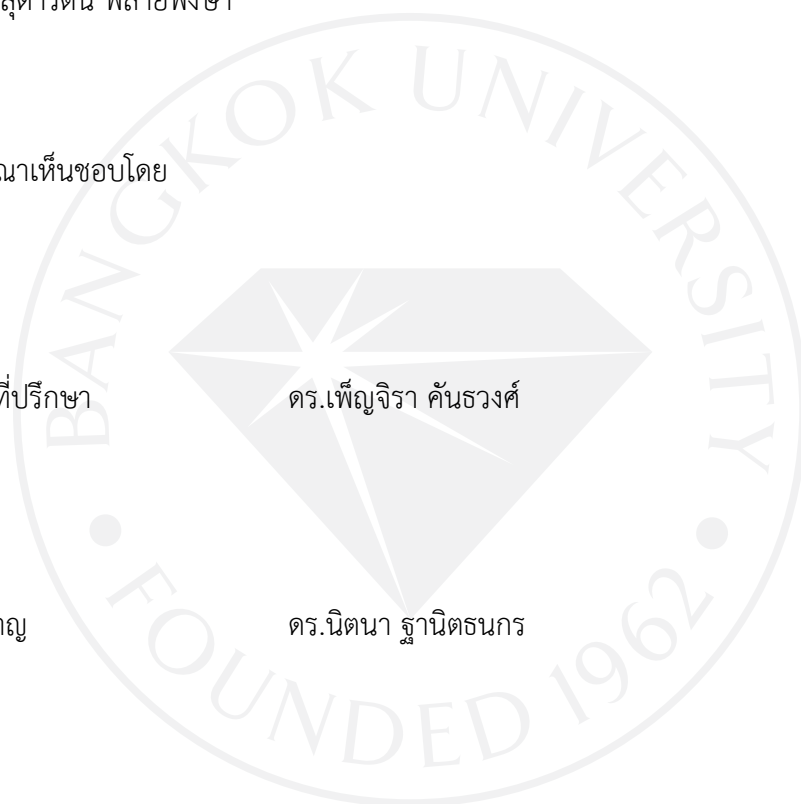 ณาเห็นชอบโดย
ที่ปรึกษา ดร.เพ็ญจิรา คันธวงศ์
ดร.นิตนา ฐานิตธนกร
BANGKOK UNIVERSITY
• FOUNDED 1962 •